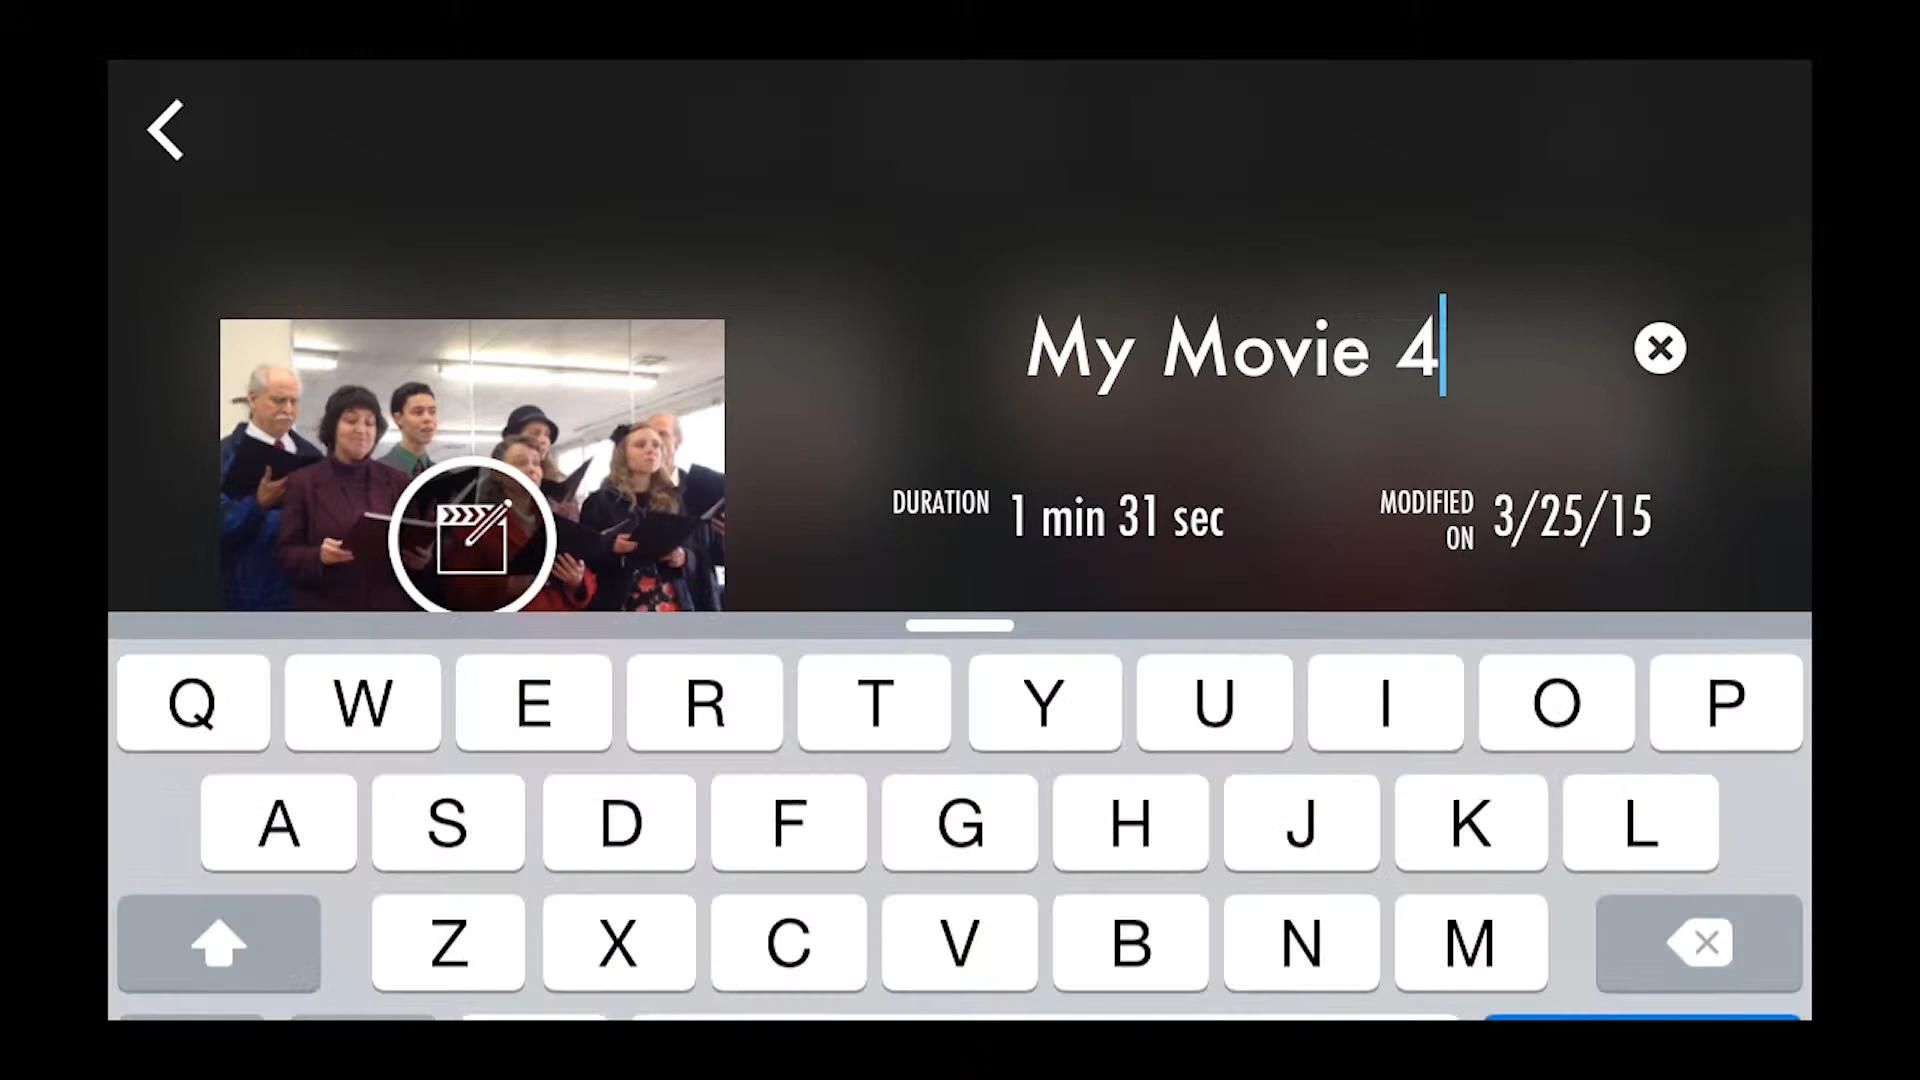 My Movie 4
DURATION 1 min 31 sec
MODIFIED ON 3/25/15
Q W E R T Y U I O P
A S D F G H J K L
Z X C V B N M